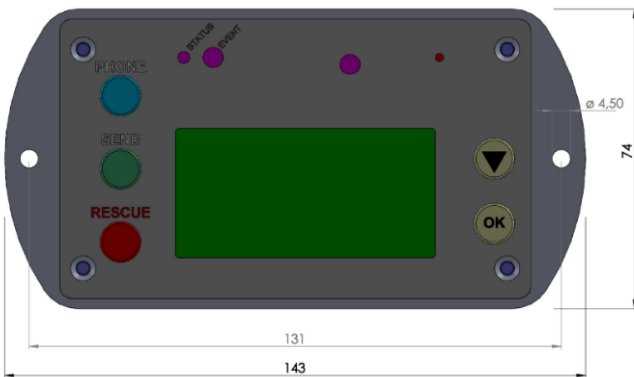 STATUS
EVENT
PHONE
SEND
RESCUE
OK
ø 4,50
74
131
143